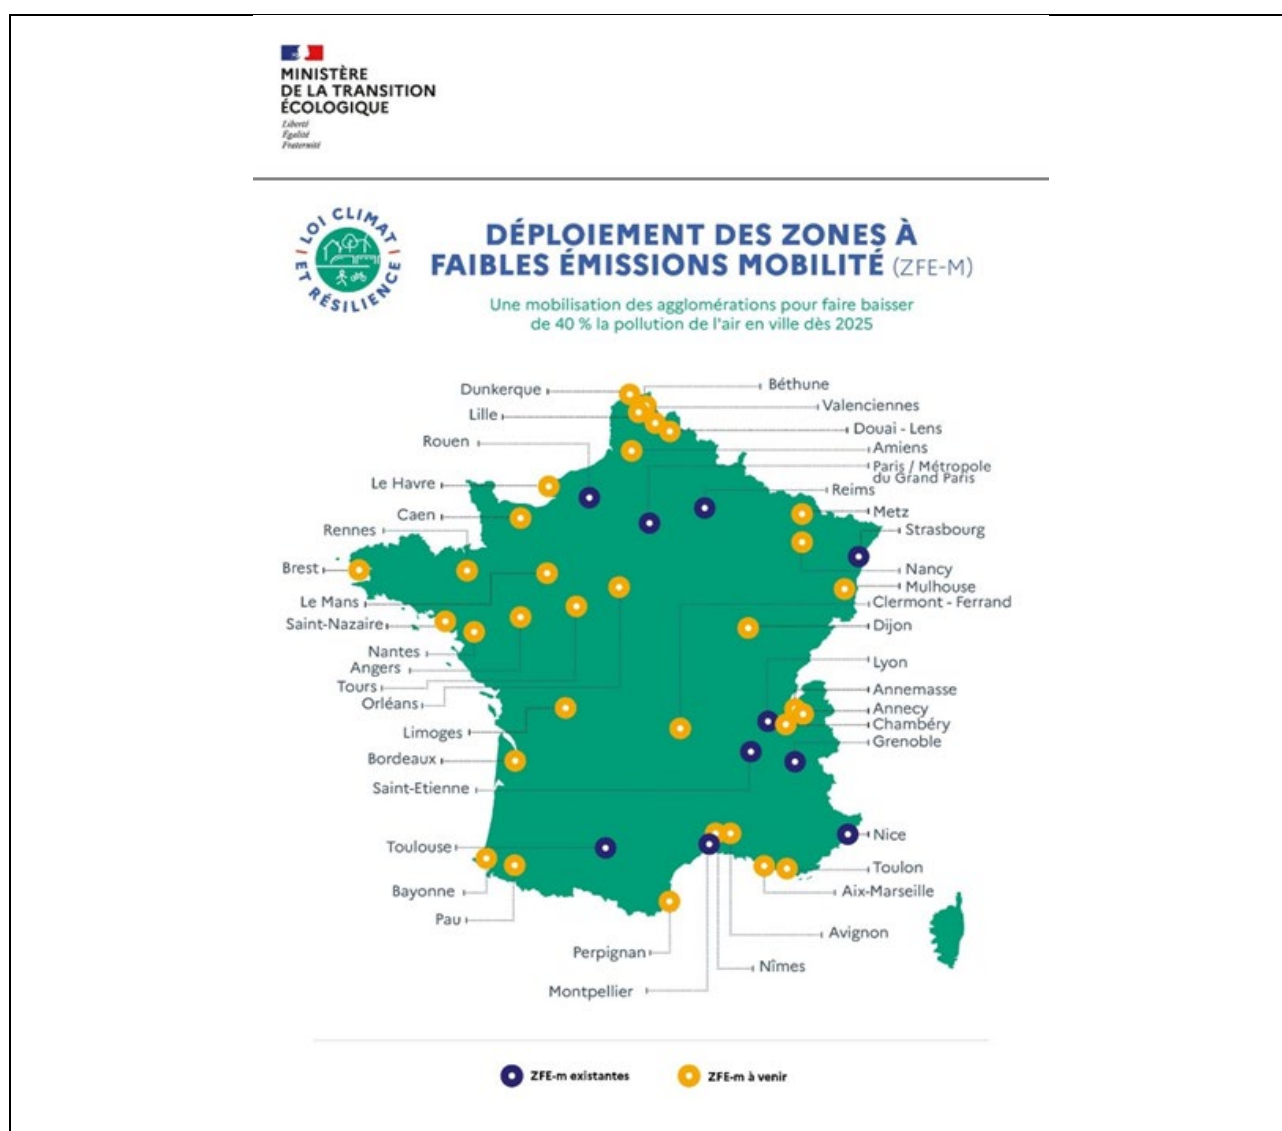 MINISTÈRE
DE LA TRANSITION
ÉCOLOGIQUE
Liberté
Égalité
Fraternité
LOI CLIMAT
ET RÉSILIENCE
DÉPLOIEMENT DES ZONES À
FAIBLES ÉMISSIONS MOBILITÉ (ZFE-M)
Une mobilisation des agglomérations pour faire baisser
de 40 % la pollution de l'air en ville dès 2025
Dunkerque
Béthune
Lille
Valenciennes
Douai - Lens
Rouen
Amiens
Paris / Métropole
du Grand Paris
Le Havre
Reims
Caen
Metz
Rennes
Strasbourg
Brest
Nancy
Mulhouse
Le Mans
Clermont - Ferrand
Saint-Nazaire
Dijon
Nantes
Angers
Lyon
Tours
Annemasse
Orléans
Annecy
Limoges
Chambéry
Grenoble
Bordeaux
Saint-Etienne
Nice
Toulouse
Toulon
Bayonne
Aix-Marseille
Pau
Avignon
Perpignan
Nîmes
Montpellier
ZFE-m existantes
ZFE-m à venir